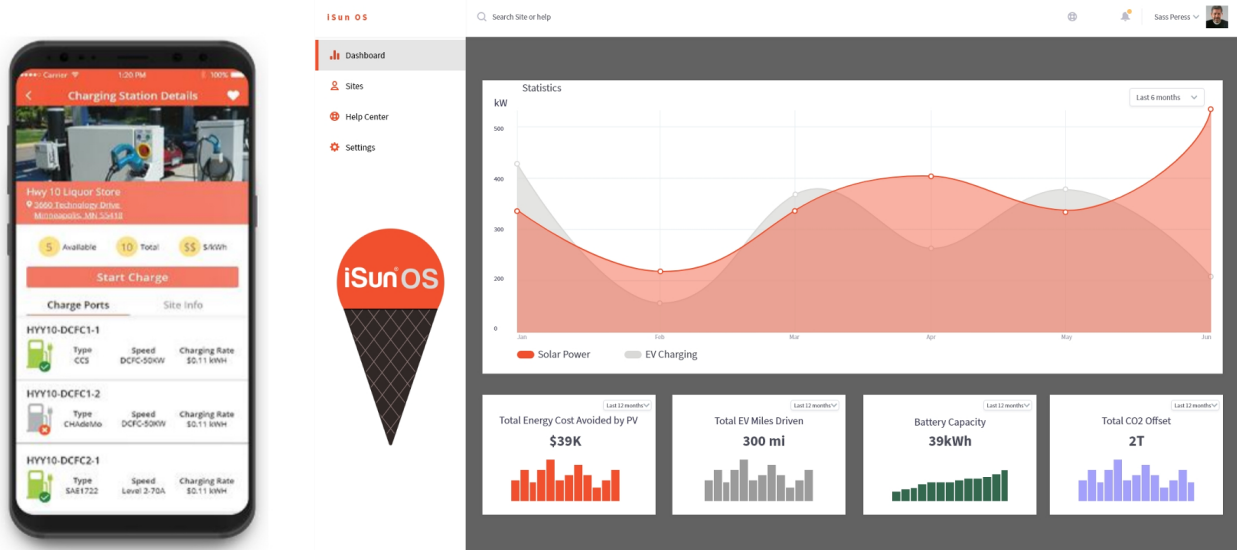 Carrier 1:20 PM 100%
Charging Station Details
Hwy 10 Liquor Store
3660 Technology Drive
Minneapolis, MN 55418
5 Available 10 Total $$ $/kWh
Start Charge
Charge Ports Site Info
HYY10-DCFC1-1
Type Speed Charging Rate
CCS DCFC-50KW $0.11 kWH
HYY10-DCFC1-2
Type Speed Charging Rate
CHAdeMo DCFC-50KW $0.11 kWH
HYY10-DCFC2-1
Type Speed Charging Rate
SAE1722 Level 2-70A $0.11 kWH
iSun OS
Search Site or help
Sass Peress
Dashboard
Sites
Help Center
Settings
iSun® OS
Statistics
kW
Last 6 months
500
400
300
200
0
Jan Feb Mar Apr May Jun
Solar Power EV Charging
Last 12 months
Total Energy Cost Avoided by PV
$39K
Last 12 months
Total EV Miles Driven
300 mi
Last 12 months
Battery Capacity
39kWh
Last 12 months
Total CO2 Offset
2T